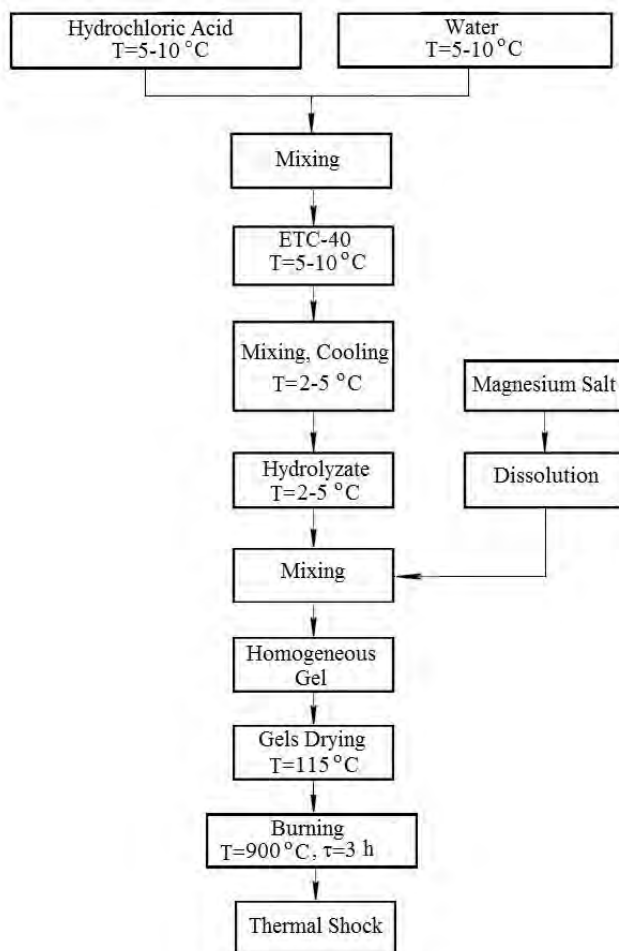 Hydrochloric Acid
T=5-10 °C
Water
T=5-10 °C
Mixing
ETC-40
T=5-10 °C
Mixing, Cooling
T=2-5 °C
Magnesium Salt
Hydrolyzate
T=2-5 °C
Dissolution
Mixing
Homogeneous
Gel
Gels Drying
T=115 °C
Burning
T=900 °C, τ=3 h
Thermal Shock